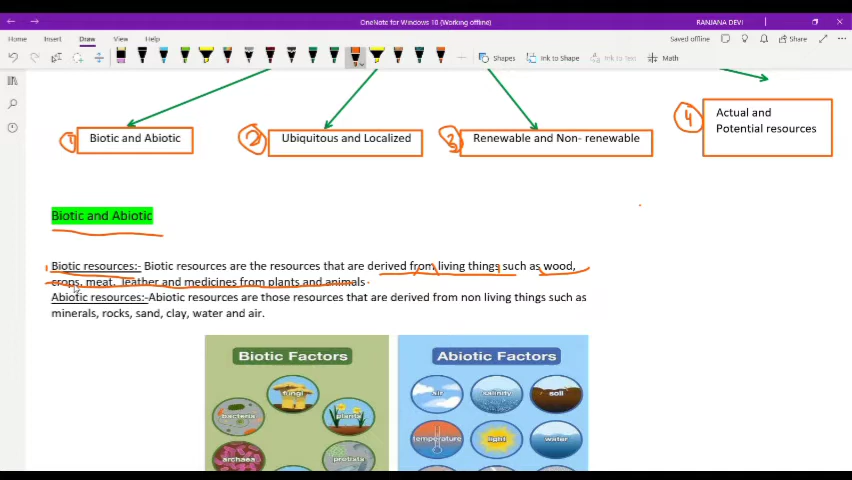 OneNote for Windows 10 (Working offline)
RANJANA DEVI
Home Insert Draw View Help
Saved offline
Share
Shapes
Ink to Shape
Ink to Text
Math
1
Biotic and Abiotic
2
Ubiquitous and Localized
3
Renewable and Non- renewable
4
Actual and
Potential resources
Biotic and Abiotic
Biotic resources:- Biotic resources are the resources that are derived from living things such as wood,
crops, meat, leather and medicines from plants and animals
Abiotic resources:-Abiotic resources are those resources that are derived from non living things such as
minerals, rocks, sand, clay, water and air.
Biotic Factors
Abiotic Factors
fungi
air
salinity
soil
bacteria
plants
temperature
light
water
archaea
protists